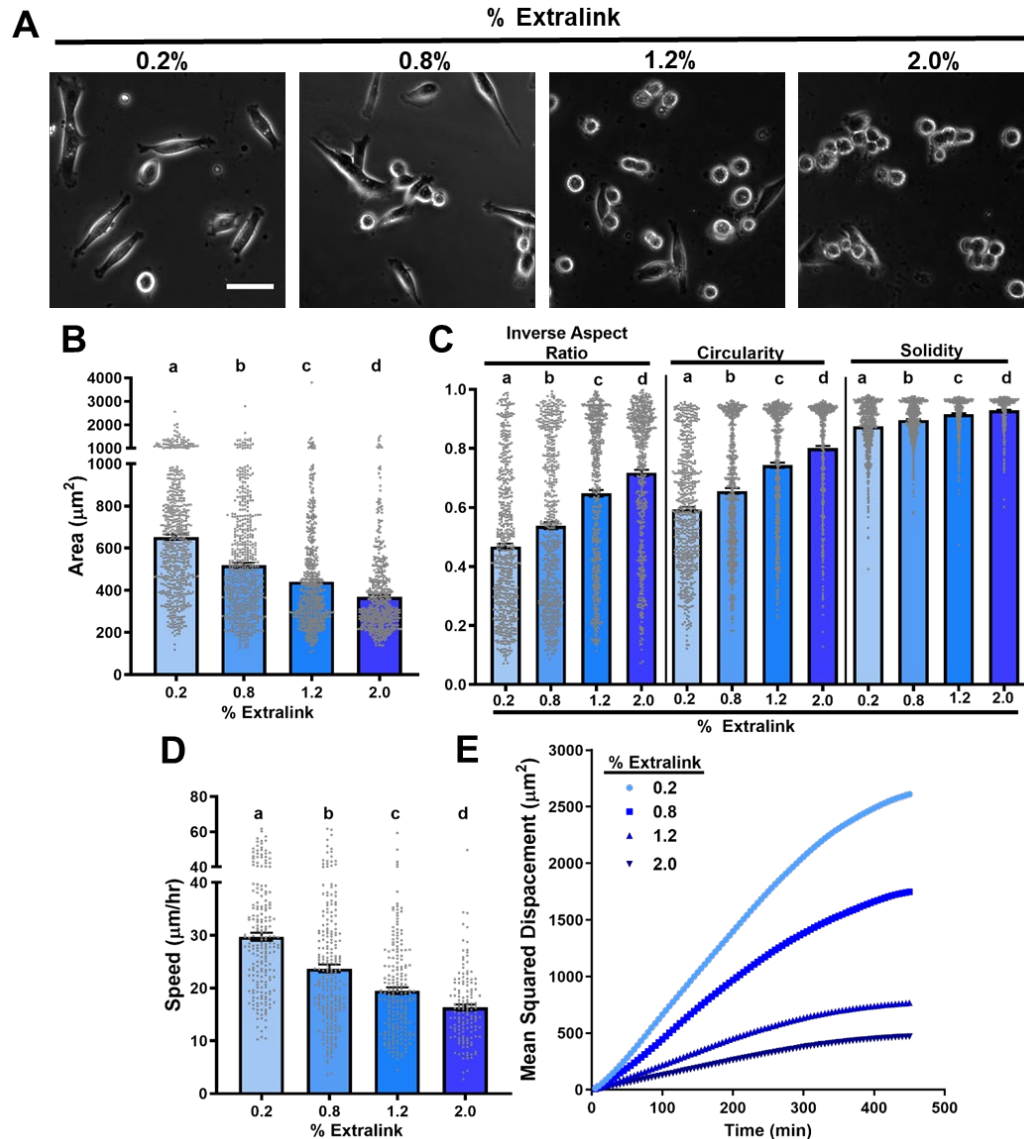 A
% Extralink
0.2% 0.8% 1.2% 2.0%
B
a b c d
4000
3000
2000
1000
1000
800
600
400
200
0
Area (μm2)
0.2 0.8 1.2 2.0
% Extralink
C
Inverse Aspect
Ratio
Circularity
Solidity
a b c d a b c d a b c d
1.0
0.8
0.6
0.4
0.2
0.0
0.2 0.8 1.2 2.0 0.2 0.8 1.2 2.0 0.2 0.8 1.2 2.0
% Extralink
D
a b c d
80
60
40
40
30
20
10
0
Speed (μm/hr)
0.2 0.8 1.2 2.0
% Extralink
E
% Extralink
0.2
0.8
1.2
2.0
3000
2500
2000
1500
1000
500
0
Mean Squared Dispacement (μm2)
0 100 200 300 400 500
Time (min)